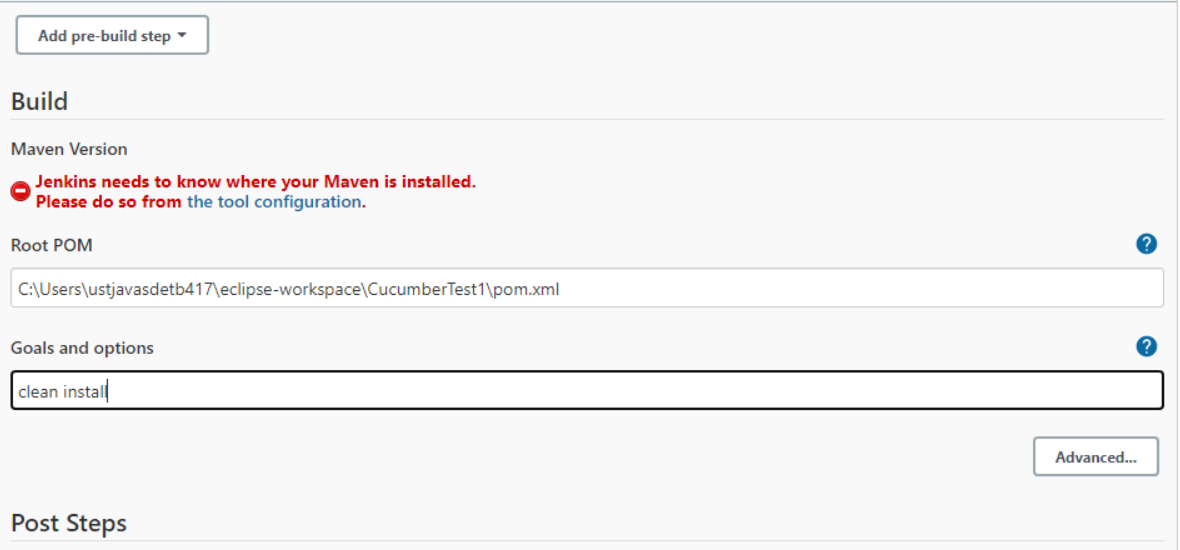 Add pre-build step
Build
Maven Version
Jenkins needs to know where your Maven is installed.
Please do so from the tool configuration.
Root POM
?
C:\Users\ustjavasdetb417\eclipse-workspace\CucumberTest1\pom.xml
Goals and options
?
clean install
Advanced...
Post Steps